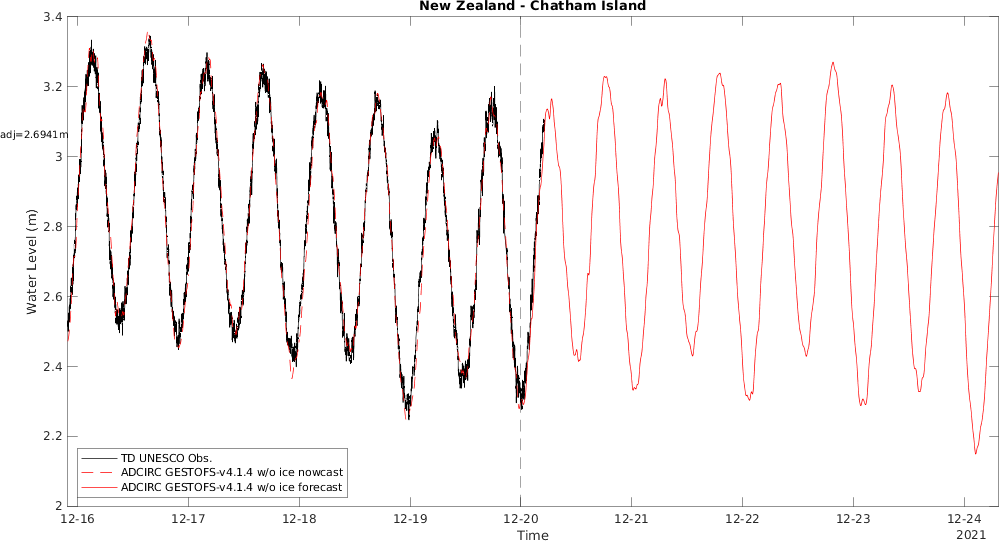 New Zealand - Chatham Island
3.4
3.2
adj=2.6941m
3
2.8
2.6
2.4
2.2
2
Water Level (m)
TD UNESCO Obs.
ADCIRC GESTOFS-v4.1.4 w/o ice nowcast
ADCIRC GESTOFS-v4.1.4 w/o ice forecast
12-16 12-17 12-18 12-19 12-20 12-21 12-22 12-23 12-24
Time
2021